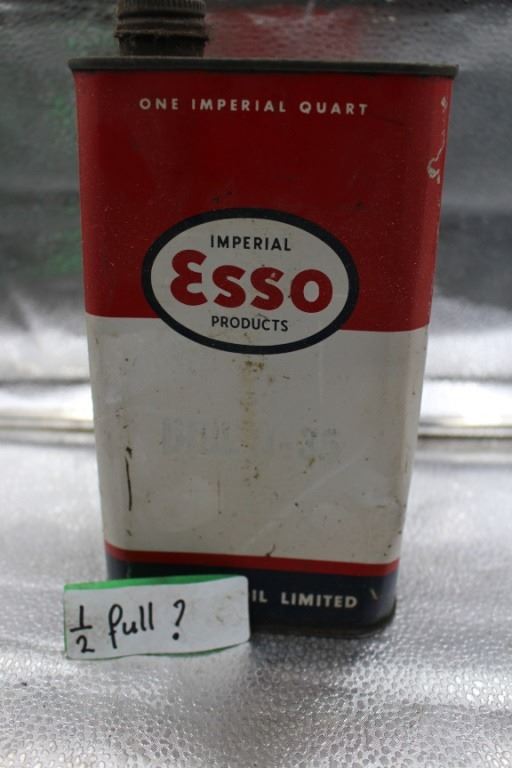 ONE IMPERIAL QUART
IMPERIAL
Esso
PRODUCTS
IL LIMITED
1/2 full?